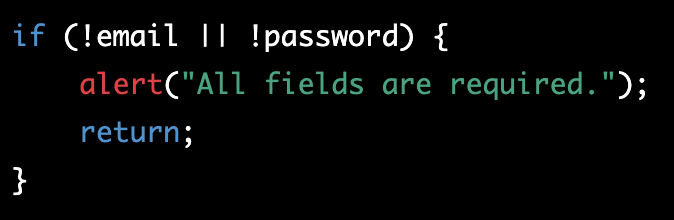 if (!email || !password) {
    alert("All fields are required.");
    return;
}